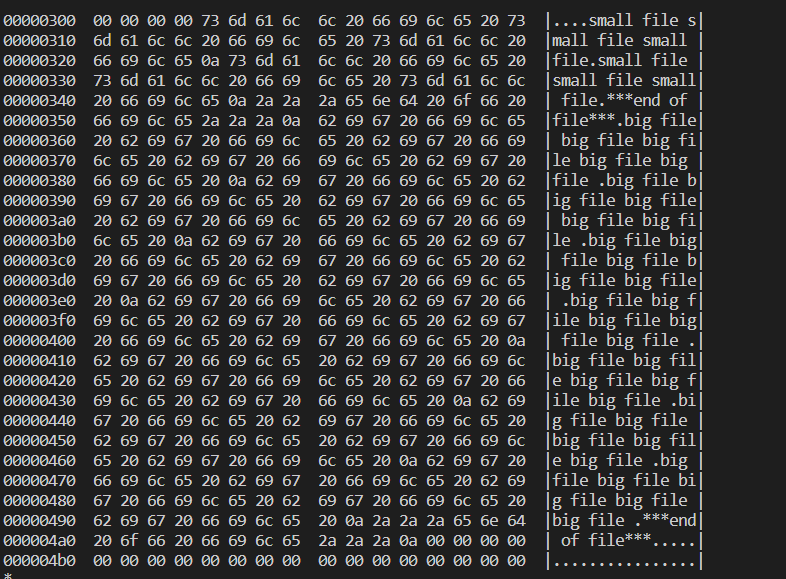 00000300  00 00 00 00 73 6d 61 6c  6c 20 66 69 6c 65 20 73  |....small file s|
00000310  6d 61 6c 6c 20 66 69 6c  65 20 73 6d 61 6c 6c 20  |mall file small |
00000320  66 69 6c 65 0a 73 6d 61  6c 6c 20 66 69 6c 65 20  |file.small file |
00000330  73 6d 61 6c 6c 20 66 69  6c 65 20 73 6d 61 6c 6c  |small file small|
00000340  20 66 69 6c 65 0a 2a 2a  2a 65 6e 64 20 6f 66 20  | file.***end of |
00000350  66 69 6c 65 2a 2a 2a 0a  62 69 67 20 66 69 6c 65  |file***.big file|
00000360  20 62 69 67 20 66 69 6c  65 20 62 69 67 20 66 69  | big file big fi|
00000370  6c 65 20 62 69 67 20 66  69 6c 65 20 62 69 67 20  |le big file big |
00000380  66 69 6c 65 20 0a 62 69  67 20 66 69 6c 65 20 62  |file .big file b|
00000390  69 67 20 66 69 6c 65 20  62 69 67 20 66 69 6c 65  |ig file big file|
000003a0  20 62 69 67 20 66 69 6c  65 20 62 69 67 20 66 69  | big file big fi|
000003b0  6c 65 20 0a 62 69 67 20  66 69 6c 65 20 62 69 67  |le .big file big|
000003c0  20 66 69 6c 65 20 62 69  67 20 66 69 6c 65 20 62  | file big file b|
000003d0  69 67 20 66 69 6c 65 20  62 69 67 20 66 69 6c 65  |ig file big file|
000003e0  20 0a 62 69 67 20 66 69  6c 65 20 62 69 67 20 66  | .big file big f|
000003f0  69 6c 65 20 62 69 67 20  66 69 6c 65 20 62 69 67  |ile big file big|
00000400  20 66 69 6c 65 20 62 69  67 20 66 69 6c 65 20 0a  | file big file .|
00000410  62 69 67 20 66 69 6c 65  20 62 69 67 20 66 69 6c  |big file big fil|
00000420  65 20 62 69 67 20 66 69  6c 65 20 62 69 67 20 66  |e big file big f|
00000430  69 6c 65 20 62 69 67 20  66 69 6c 65 20 0a 62 69  |ile big file .bi|
00000440  67 20 66 69 6c 65 20 62  69 67 20 66 69 6c 65 20  |g file big file |
00000450  62 69 67 20 66 69 6c 65  20 62 69 67 20 66 69 6c  |big file big fil|
00000460  65 20 62 69 67 20 66 69  6c 65 20 0a 62 69 67 20  |e big file .big |
00000470  66 69 6c 65 20 62 69 67  20 66 69 6c 65 20 62 69  |file big file bi|
00000480  67 20 66 69 6c 65 20 62  69 67 20 66 69 6c 65 20  |g file big file |
00000490  62 69 67 20 66 69 6c 65  20 0a 2a 2a 2a 65 6e 64  |big file .***end|
000004a0  20 6f 66 20 66 69 6c 65  2a 2a 2a 0a 00 00 00 00  | of file***.....|
000004b0  00 00 00 00 00 00 00 00  00 00 00 00 00 00 00 00  |................|
*